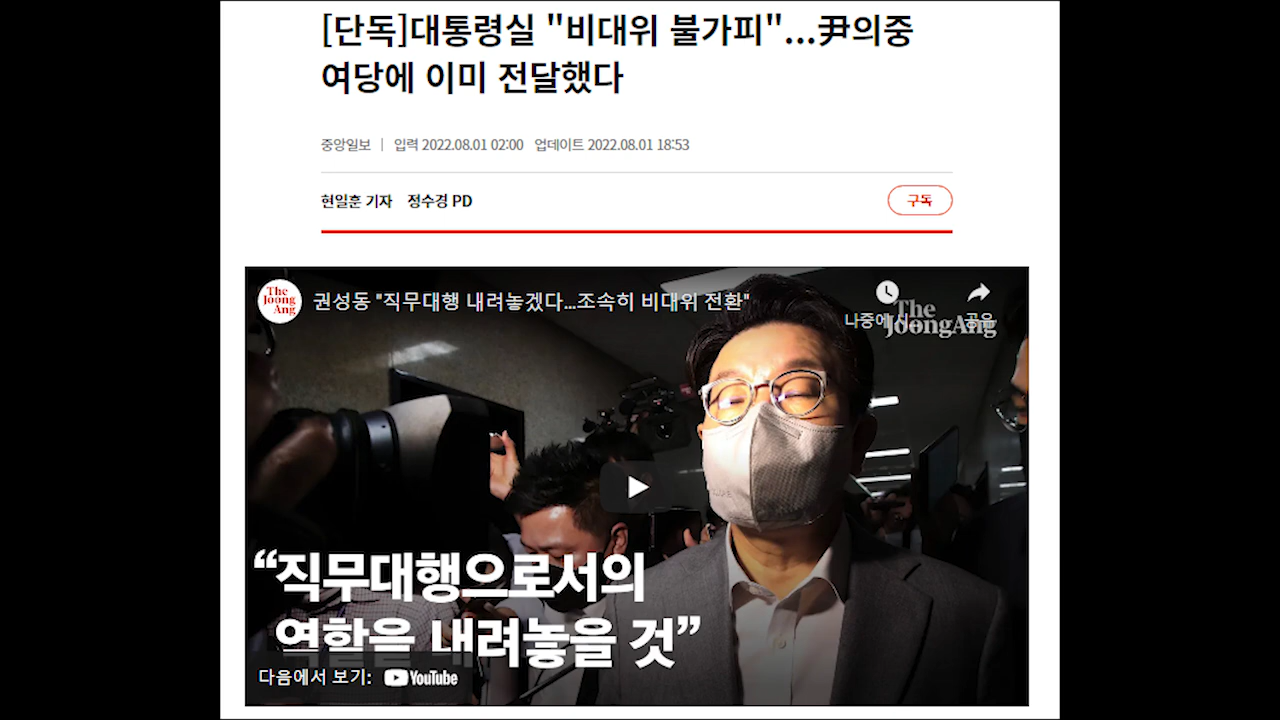 [단독]대통령실 "비대위 불가피"...尹의중
여당에 이미 전달했다
중앙일보 | 입력 2022.08.01 02:00 업데이트 2022.08.01 18:53
현일훈 기자 정수경 PD
구독
The
Joong
Ang
권성동 "직무대행 내려놓겠다...조속히 비대위 전환"
나중에 시...
공유
The
JoongAng
“직무대행으로서의
역할을 내려놓을 것”
다음에서 보기: YouTube